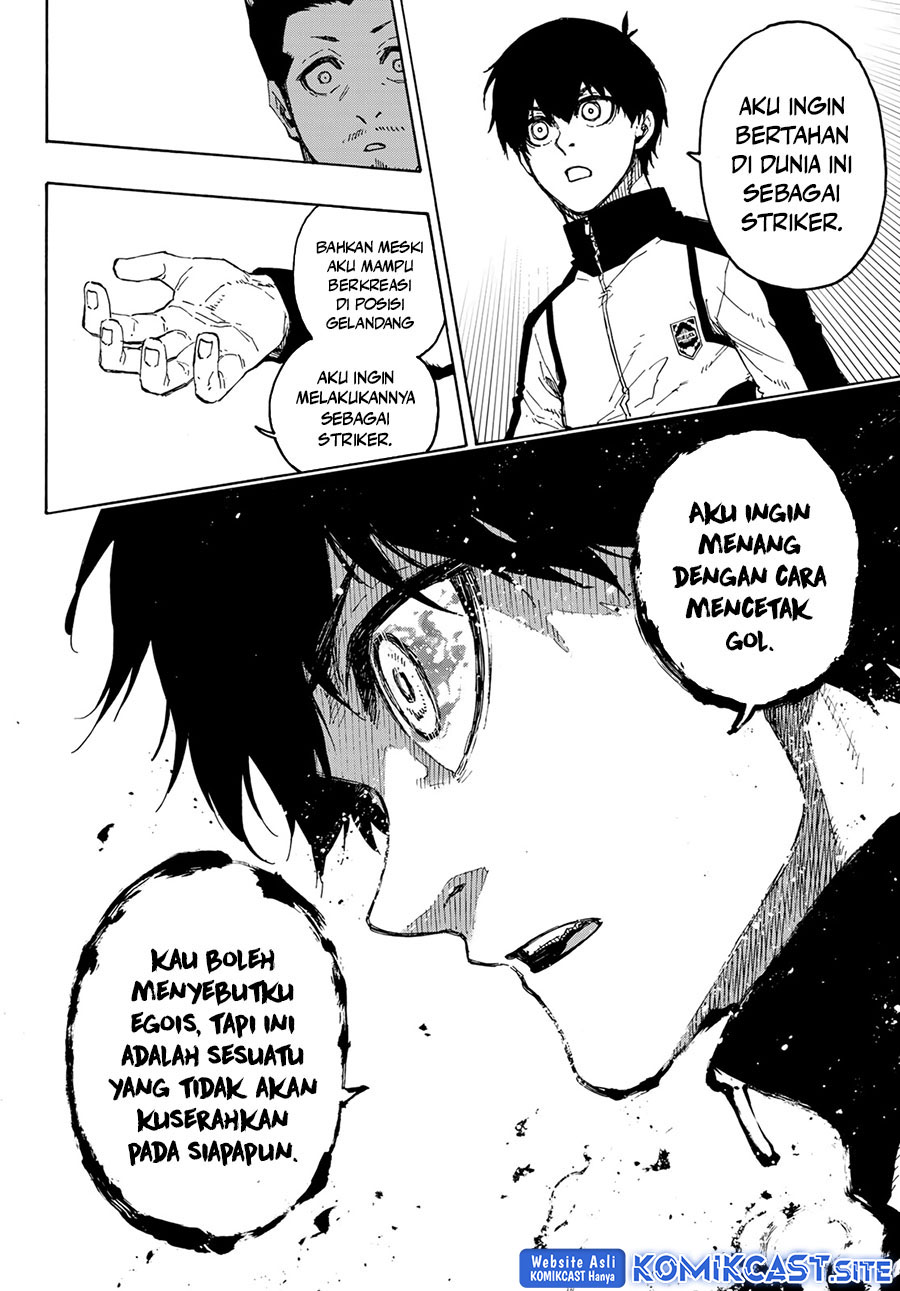 AKU INGIN
BERTAHAN
DI DUNIA INI
SEBAGAI
STRIKER.
BAHKAN MESKI
AKU MAMPU
BERKREASI
DI POSISI
GELANDANG
AKU INGIN
MELAKUKANNYA
SEBAGAI
STRIKER.
AKU INGIN
MENANG
DENGAN CARA
MENCETAK
GOL.
KAU BOLEH
MENYEBUTKU
EGOIS, TAPI INI
ADALAH SESUATU
YANG TIDAK AKAN
KUSERAHKAN
PADA SIAPAPUN.
Website Asli
KOMIKCAST Hanya
KOMIKCAST.SITE